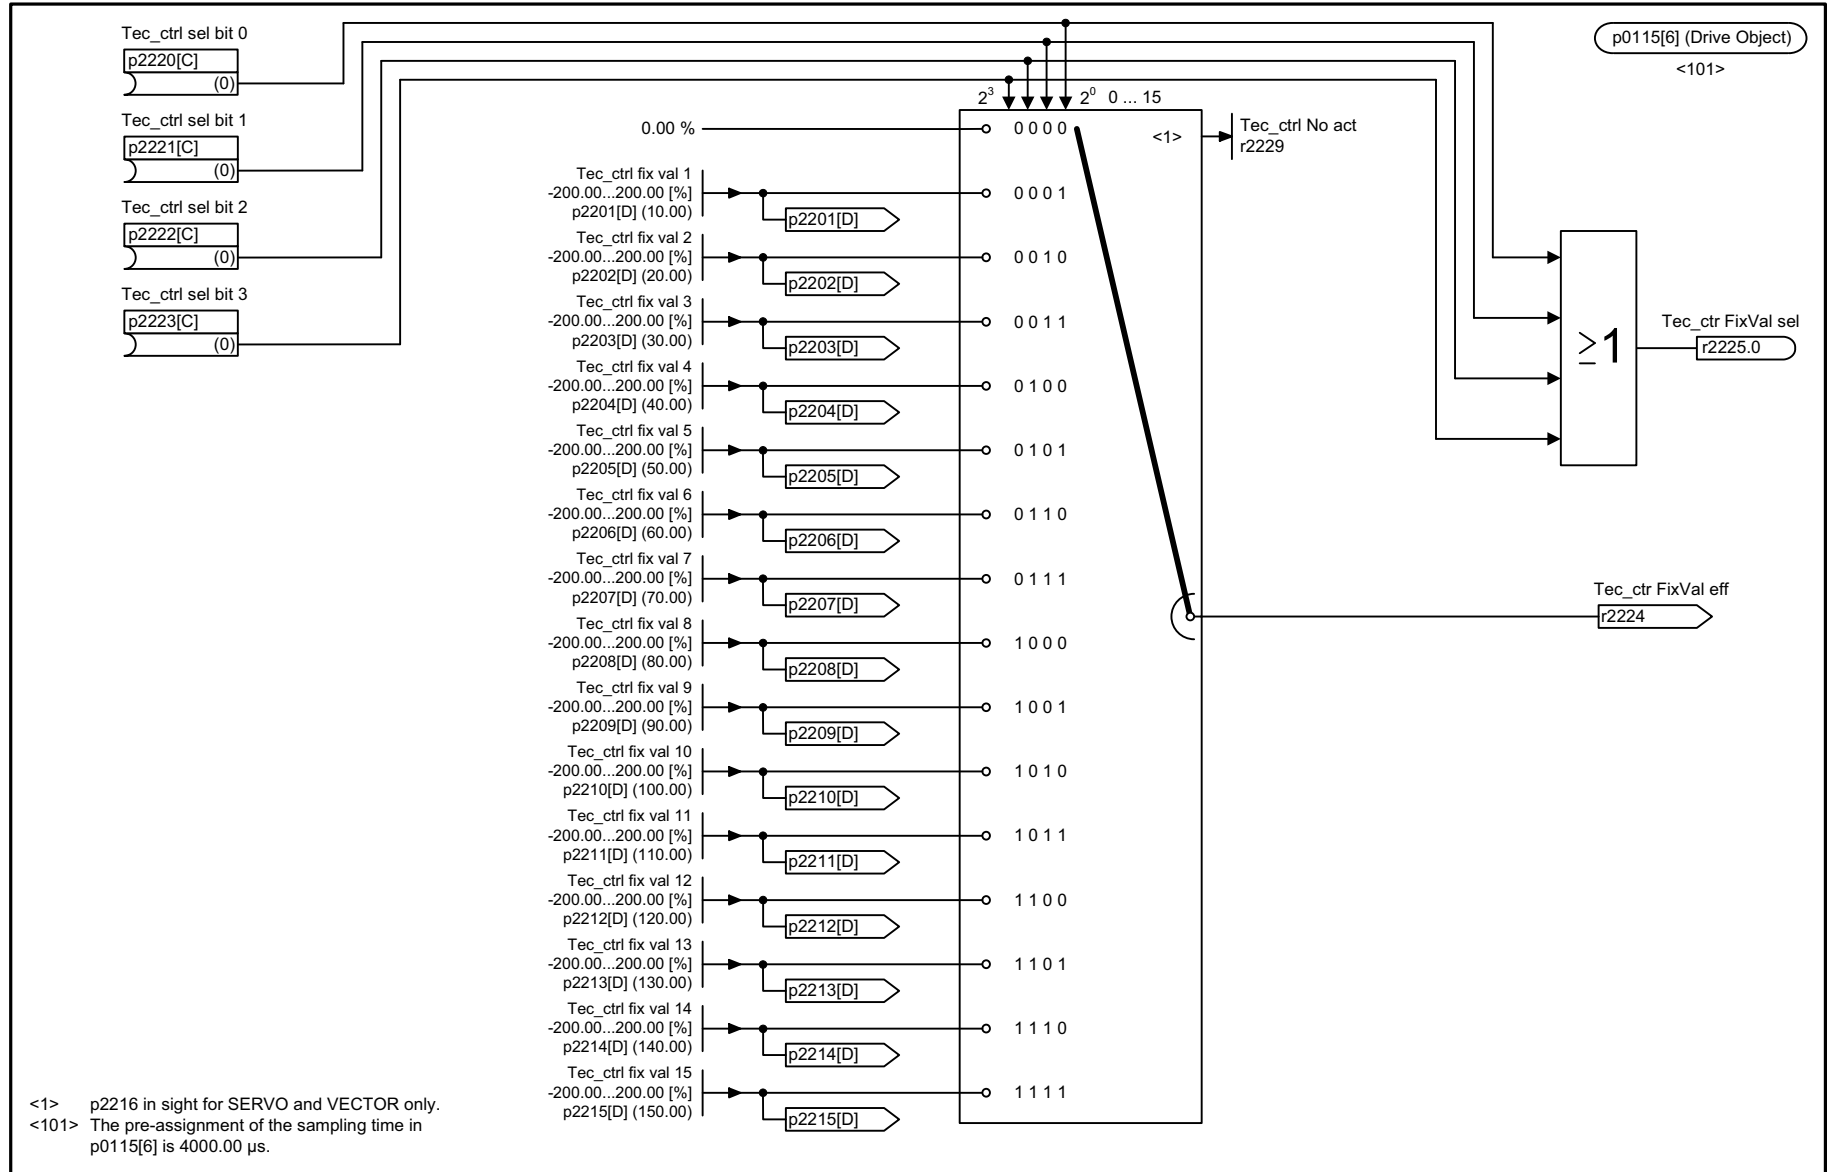 Tec_ctrl sel bit 0
p2220[C]
(0)
Tec_ctrl sel bit 1
p2221[C]
(0)
Tec_ctrl sel bit 2
p2222[C]
(0)
Tec_ctrl sel bit 3
p2223[C]
(0)
p0115[6] (Drive Object)
<101>
2³ 2⁰ 0 ... 15
0.00 % 0 0 0 0
<1>
Tec_ctrl No act
r2229
Tec_ctrl fix val 1
-200.00...200.00 [%] 0 0 0 1
p2201[D] (10.00) p2201[D]
Tec_ctrl fix val 2
-200.00...200.00 [%] 0 0 1 0
p2202[D] (20.00) p2202[D]
Tec_ctrl fix val 3
-200.00...200.00 [%] 0 0 1 1
p2203[D] (30.00) p2203[D]
Tec_ctrl fix val 4
-200.00...200.00 [%] 0 1 0 0
p2204[D] (40.00) p2204[D]
Tec_ctrl fix val 5
-200.00...200.00 [%] 0 1 0 1
p2205[D] (50.00) p2205[D]
Tec_ctrl fix val 6
-200.00...200.00 [%] 0 1 1 0
p2206[D] (60.00) p2206[D]
Tec_ctrl fix val 7
-200.00...200.00 [%] 0 1 1 1
p2207[D] (70.00) p2207[D]
Tec_ctrl fix val 8
-200.00...200.00 [%] 1 0 0 0
p2208[D] (80.00) p2208[D]
Tec_ctrl fix val 9
-200.00...200.00 [%] 1 0 0 1
p2209[D] (90.00) p2209[D]
Tec_ctrl fix val 10
-200.00...200.00 [%] 1 0 1 0
p2210[D] (100.00) p2210[D]
Tec_ctrl fix val 11
-200.00...200.00 [%] 1 0 1 1
p2211[D] (110.00) p2211[D]
Tec_ctrl fix val 12
-200.00...200.00 [%] 1 1 0 0
p2212[D] (120.00) p2212[D]
Tec_ctrl fix val 13
-200.00...200.00 [%] 1 1 0 1
p2213[D] (130.00) p2213[D]
Tec_ctrl fix val 14
-200.00...200.00 [%] 1 1 1 0
p2214[D] (140.00) p2214[D]
Tec_ctrl fix val 15
-200.00...200.00 [%] 1 1 1 1
p2215[D] (150.00) p2215[D]
≥1
Tec_ctr FixVal sel
r2225.0
Tec_ctr FixVal eff
r2224
<1> p2216 in sight for SERVO and VECTOR only.
<101> The pre-assignment of the sampling time in
p0115[6] is 4000.00 µs.